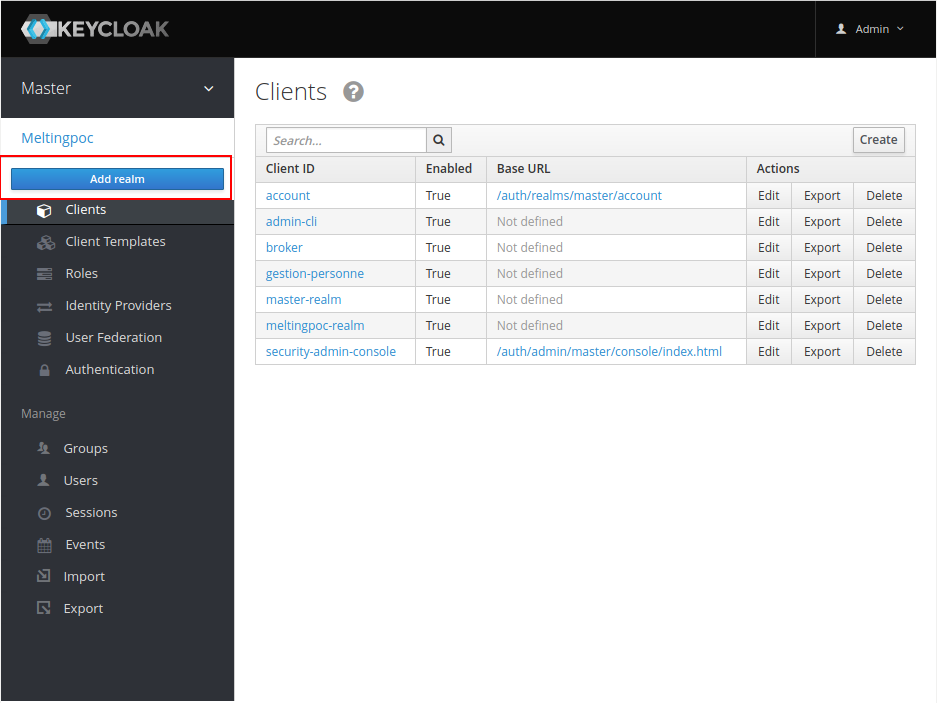 KEYCLOAK
Admin
Master
Meltingpoc
Add realm
Clients
Client Templates
Roles
Identity Providers
User Federation
Authentication
Manage
Groups
Users
Sessions
Events
Import
Export
Clients ?
Search... Create
Client ID Enabled Base URL Actions
account True /auth/realms/master/account Edit Export Delete
admin-cli True Not defined Edit Export Delete
broker True Not defined Edit Export Delete
gestion-personne True Not defined Edit Export Delete
master-realm True Not defined Edit Export Delete
meltingpoc-realm True Not defined Edit Export Delete
security-admin-console True /auth/admin/master/console/index.html Edit Export Delete